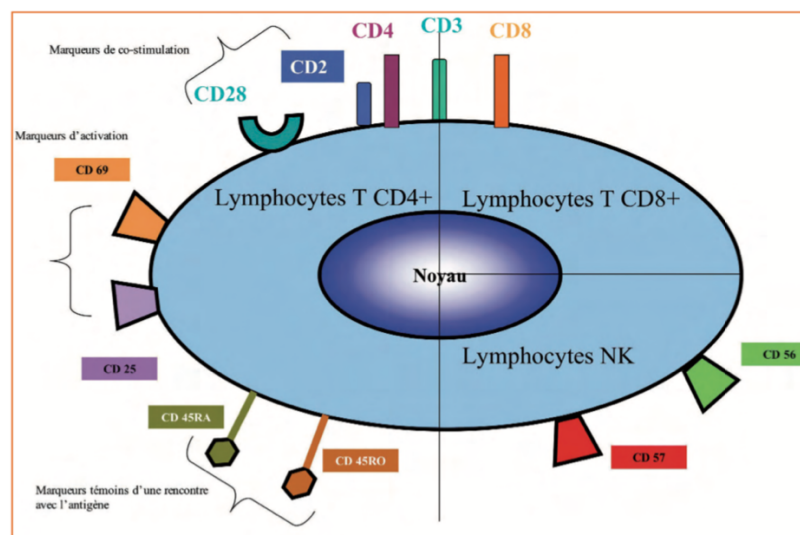 CD4
CD3
CD8
Marqueurs de co-stimulation
CD2
CD28
Marqueurs d'activation
CD 69
Lymphocytes T CD4+
Lymphocytes T CD8+
Noyau
Lymphocytes NK
CD 56
CD 25
CD 45RA
CD 45RO
CD 57
Marqueurs témoins d'une rencontre
avec l'antigène